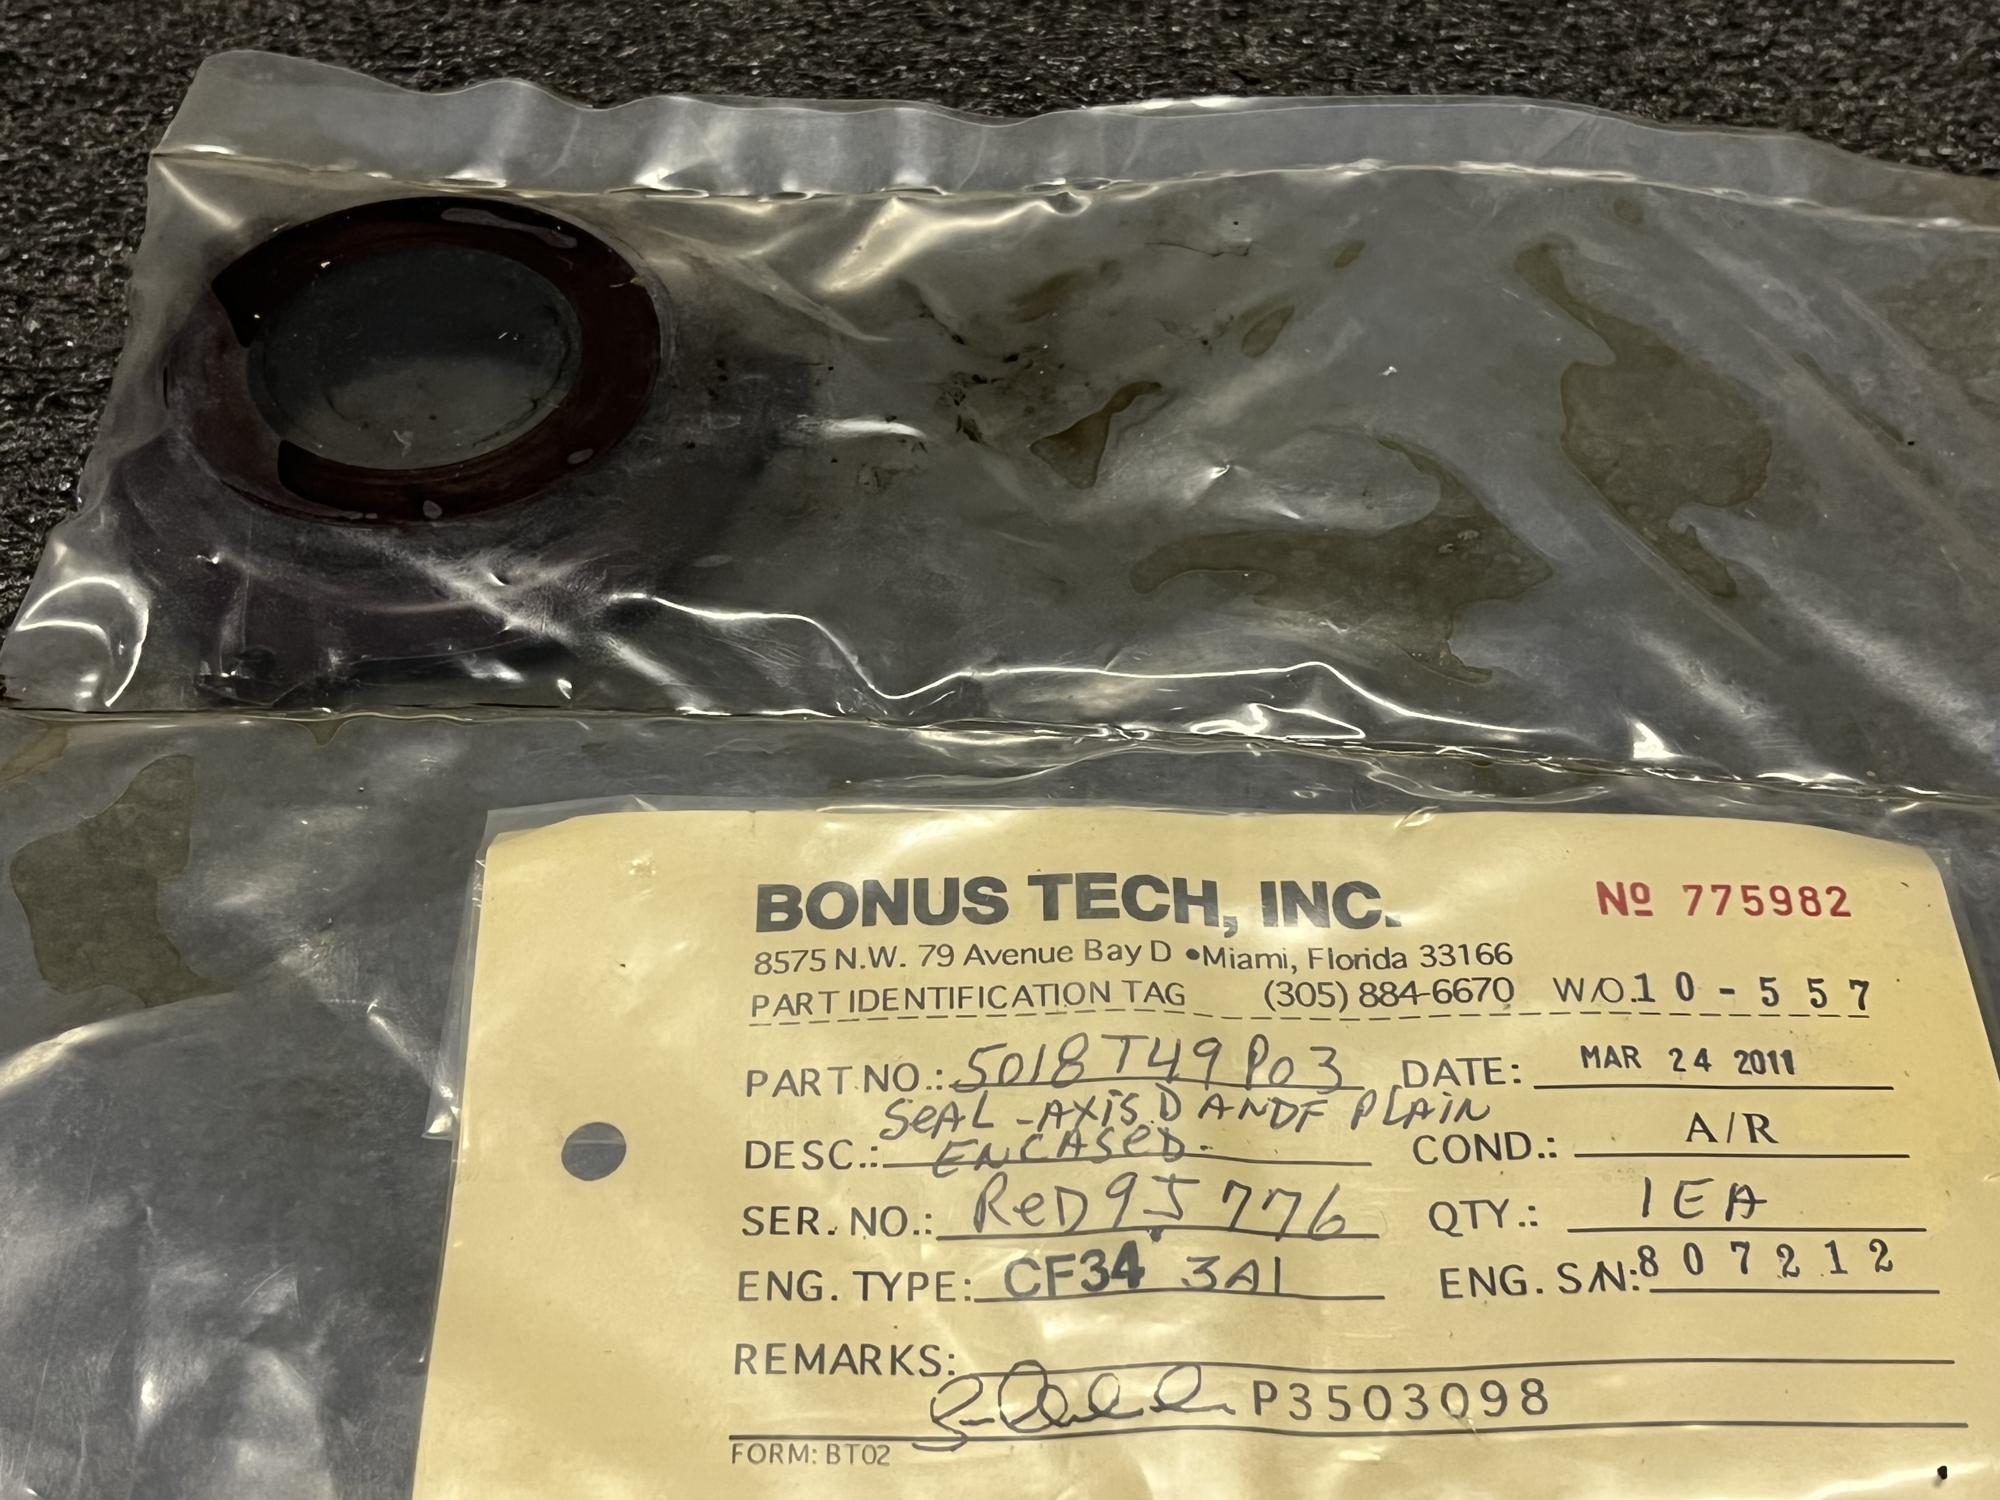 BONUS TECH, INC.
Nº 775982
8575 N.W. 79 Avenue Bay D •Miami, Florida 33166
PART IDENTIFICATION TAG (305) 884-6670 W/O.10-557
PART NO.: 5018T49P03 DATE: MAR 24 2011
SeAL - AXiS D ANDF PLAiN
DESC.: ENCASeD. COND.: A/R
SER. NO.: ReD9J776 QTY.: 1EA
ENG. TYPE: CF34 3A1 ENG. S/N: 807212
REMARKS:
P3503098
FORM: BT02